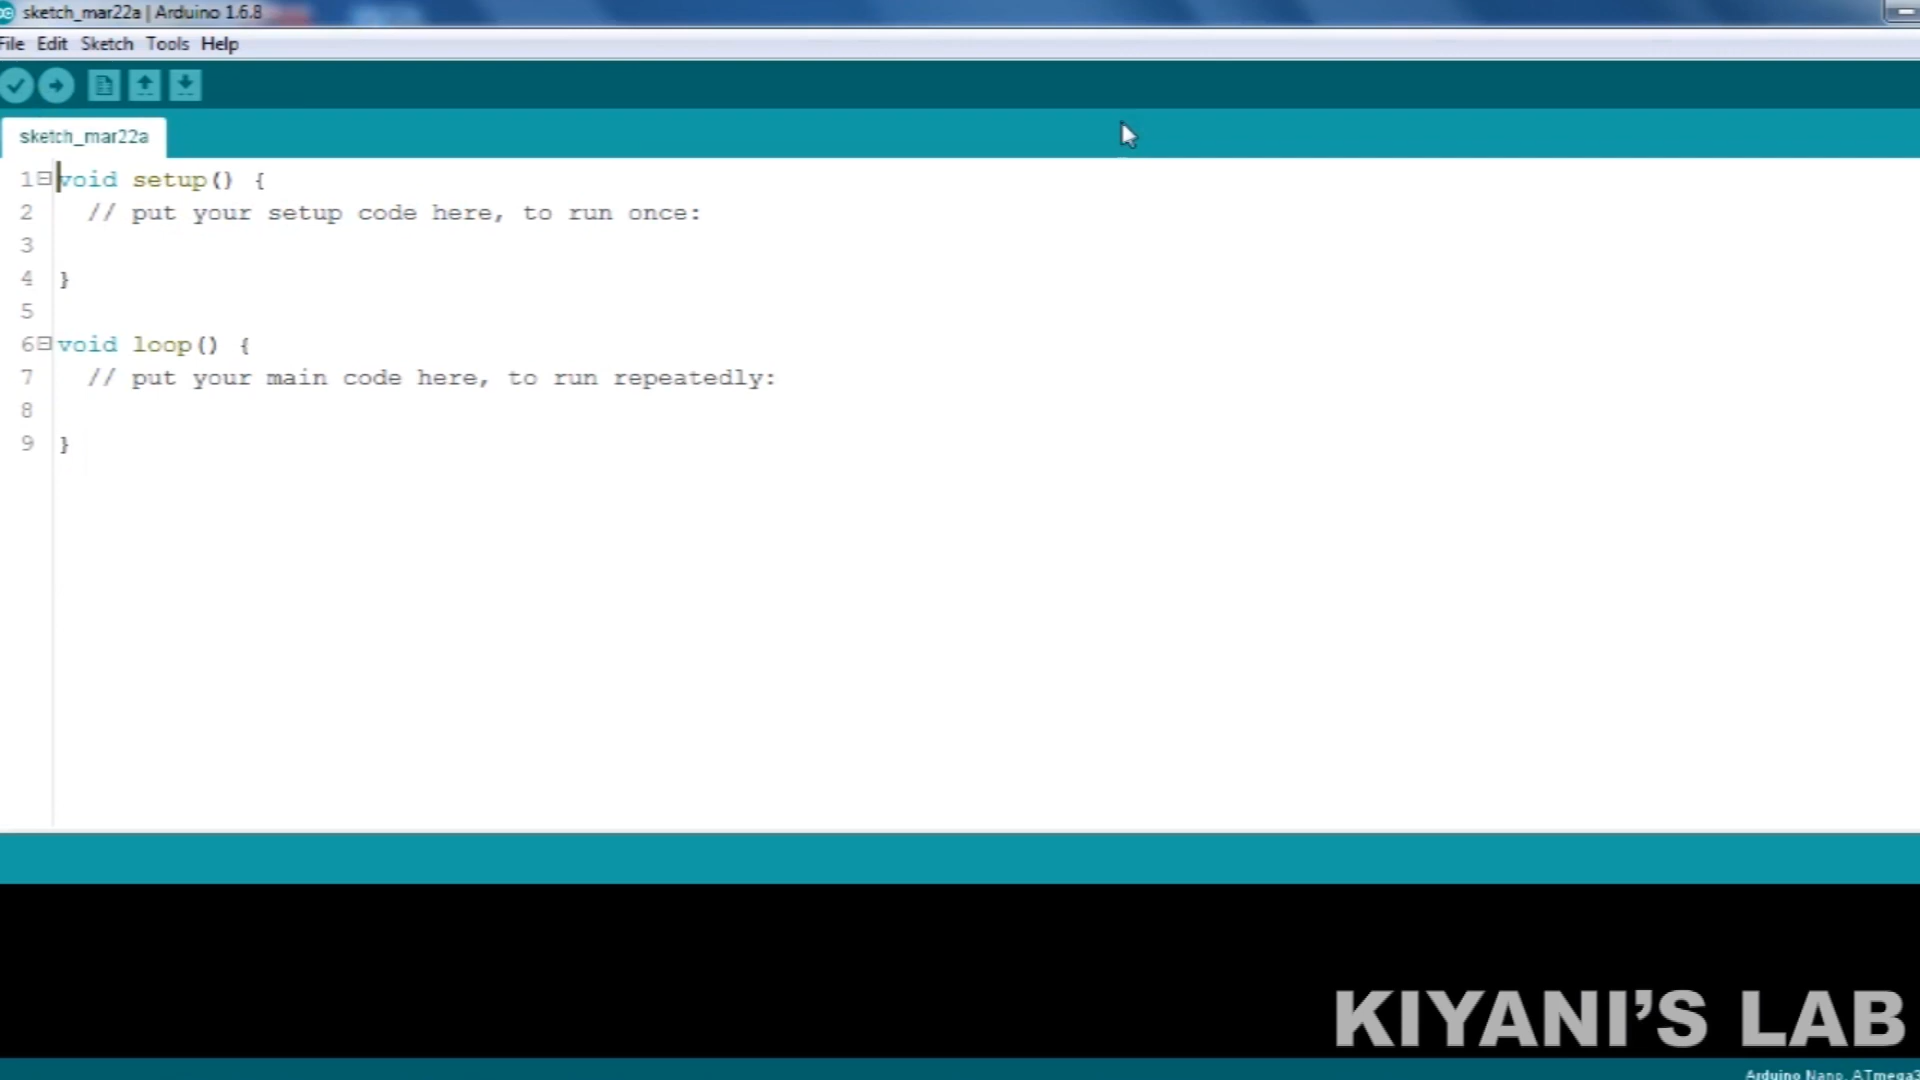 sketch_mar22a | Arduino 1.6.8
File Edit Sketch Tools Help
sketch_mar22a
1 void setup() {
2 // put your setup code here, to run once:
3
4 }
5
6 void loop() {
7 // put your main code here, to run repeatedly:
8
9 }
KIYANI'S LAB
Arduino Nano,